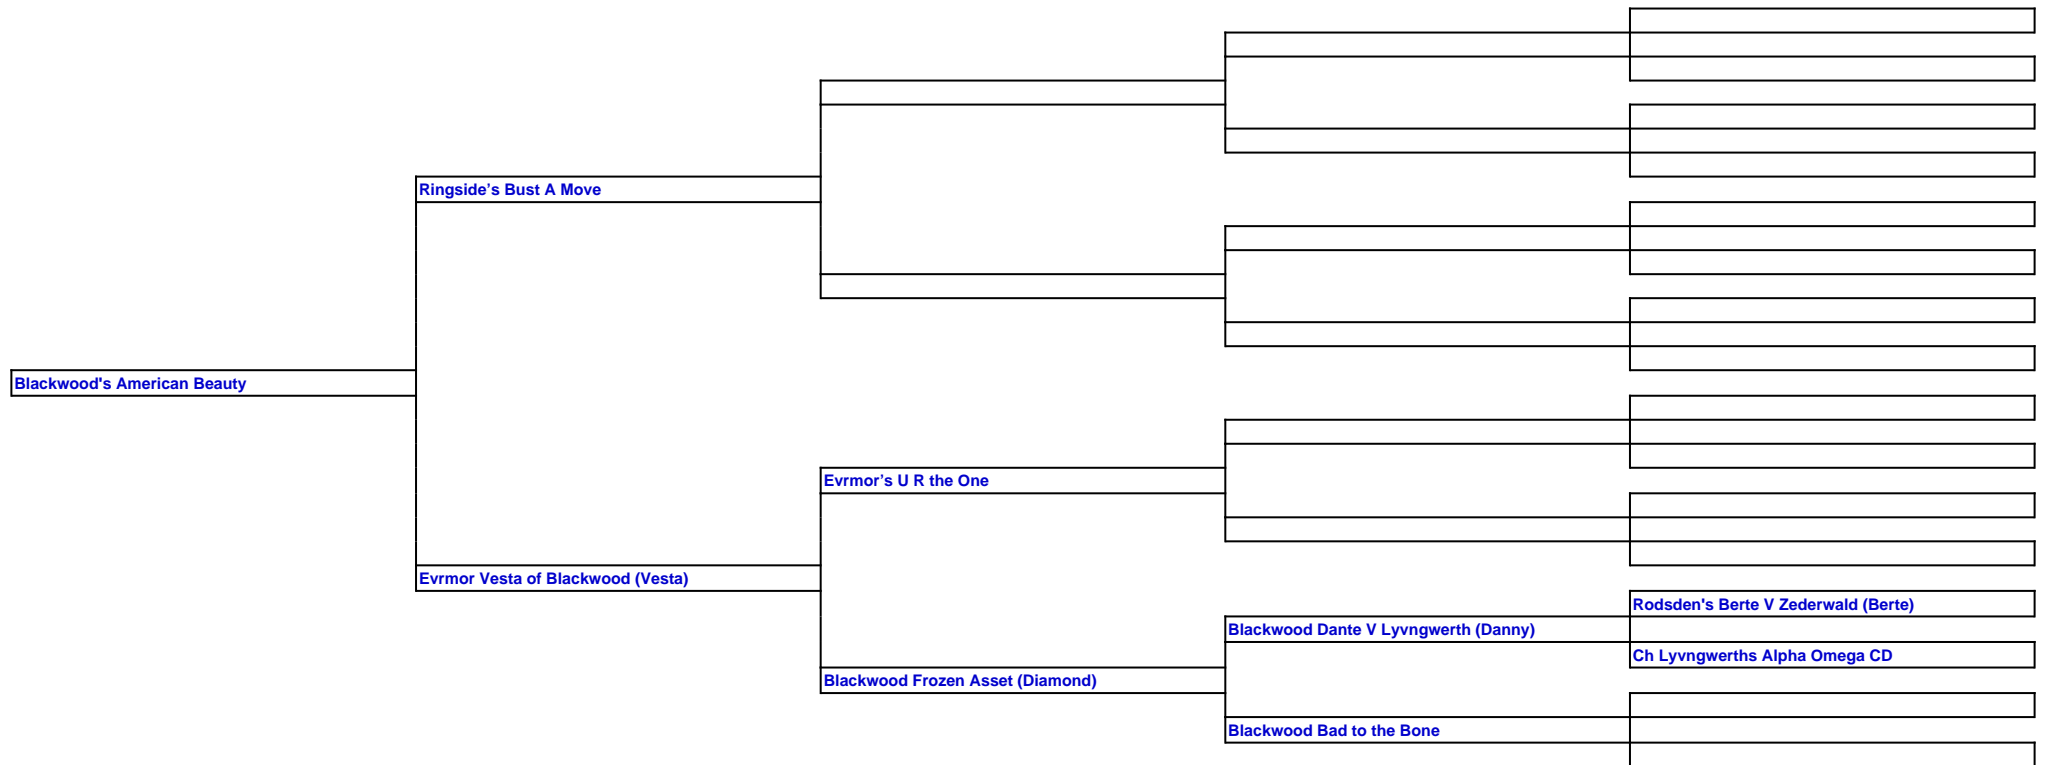 Ringside’s Bust A Move
Blackwood's American Beauty
Evrmor’s U R the One
Evrmor Vesta of Blackwood (Vesta)
Rodsden's Berte V Zederwald (Berte)
Blackwood Dante V Lyvngwerth (Danny)
Ch Lyvngwerths Alpha Omega CD
Blackwood Frozen Asset (Diamond)
Blackwood Bad to the Bone